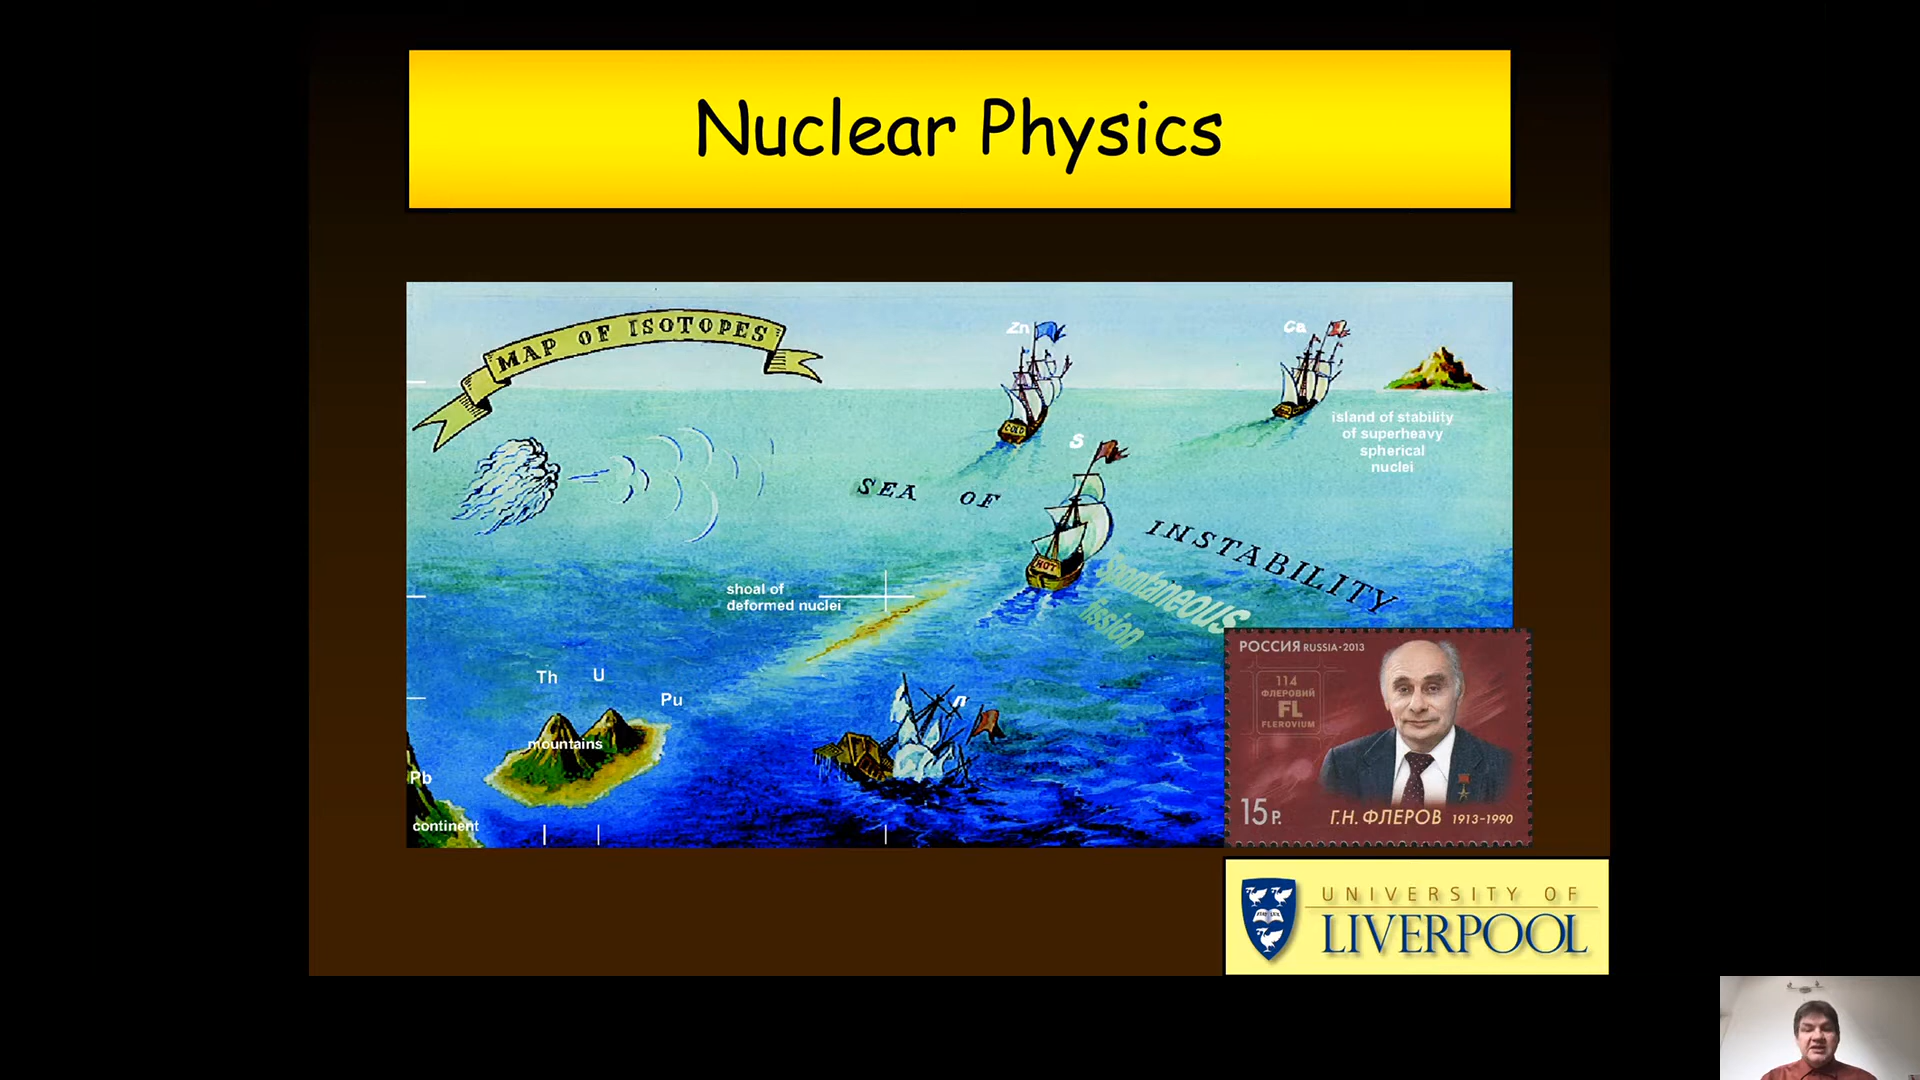 Nuclear Physics
MAP OF ISOTOPES
Zn
Ca
COLD
S
island of stability
of superheavy
spherical
nuclei
SEA OF INSTABILITY
HOT
spontaneous
fission
shoal of
deformed nuclei
Th
U
Pu
mountains
n
Pb
continent
РОССИЯ RUSSIA•2013
114
ФЛЕРОВИЙ
FL
FLEROVIUM
15 Р.
Г.Н. ФЛЕРОВ 1913-1990
UNIVERSITY OF
LIVERPOOL